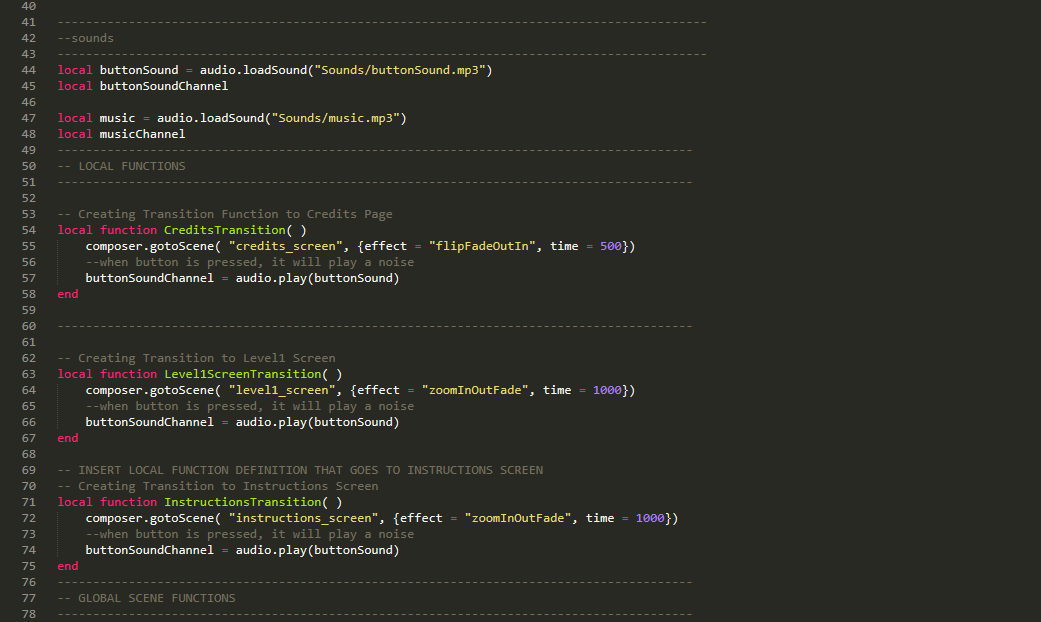 40
41 -------------------------------------------------------------------------------------------
42 --sounds
43 -------------------------------------------------------------------------------------------
44 local buttonSound = audio.loadSound("Sounds/buttonSound.mp3")
45 local buttonSoundChannel
46
47 local music = audio.loadSound("Sounds/music.mp3")
48 local musicChannel
49 -----------------------------------------------------------------------------------------
50 -- LOCAL FUNCTIONS
51 -----------------------------------------------------------------------------------------
52
53 -- Creating Transition Function to Credits Page
54 local function CreditsTransition( )
55     composer.gotoScene( "credits_screen", {effect = "flipFadeOutIn", time = 500})
56     --when button is pressed, it will play a noise
57     buttonSoundChannel = audio.play(buttonSound)
58 end
59
60 -----------------------------------------------------------------------------------------
61
62 -- Creating Transition to Level1 Screen
63 local function Level1ScreenTransition( )
64     composer.gotoScene( "level1_screen", {effect = "zoomInOutFade", time = 1000})
65     --when button is pressed, it will play a noise
66     buttonSoundChannel = audio.play(buttonSound)
67 end
68
69 -- INSERT LOCAL FUNCTION DEFINITION THAT GOES TO INSTRUCTIONS SCREEN
70 -- Creating Transition to Instructions Screen
71 local function InstructionsTransition( )
72     composer.gotoScene( "instructions_screen", {effect = "zoomInOutFade", time = 1000})
73     --when button is pressed, it will play a noise
74     buttonSoundChannel = audio.play(buttonSound)
75 end
76 -----------------------------------------------------------------------------------------
77 -- GLOBAL SCENE FUNCTIONS
78 -----------------------------------------------------------------------------------------